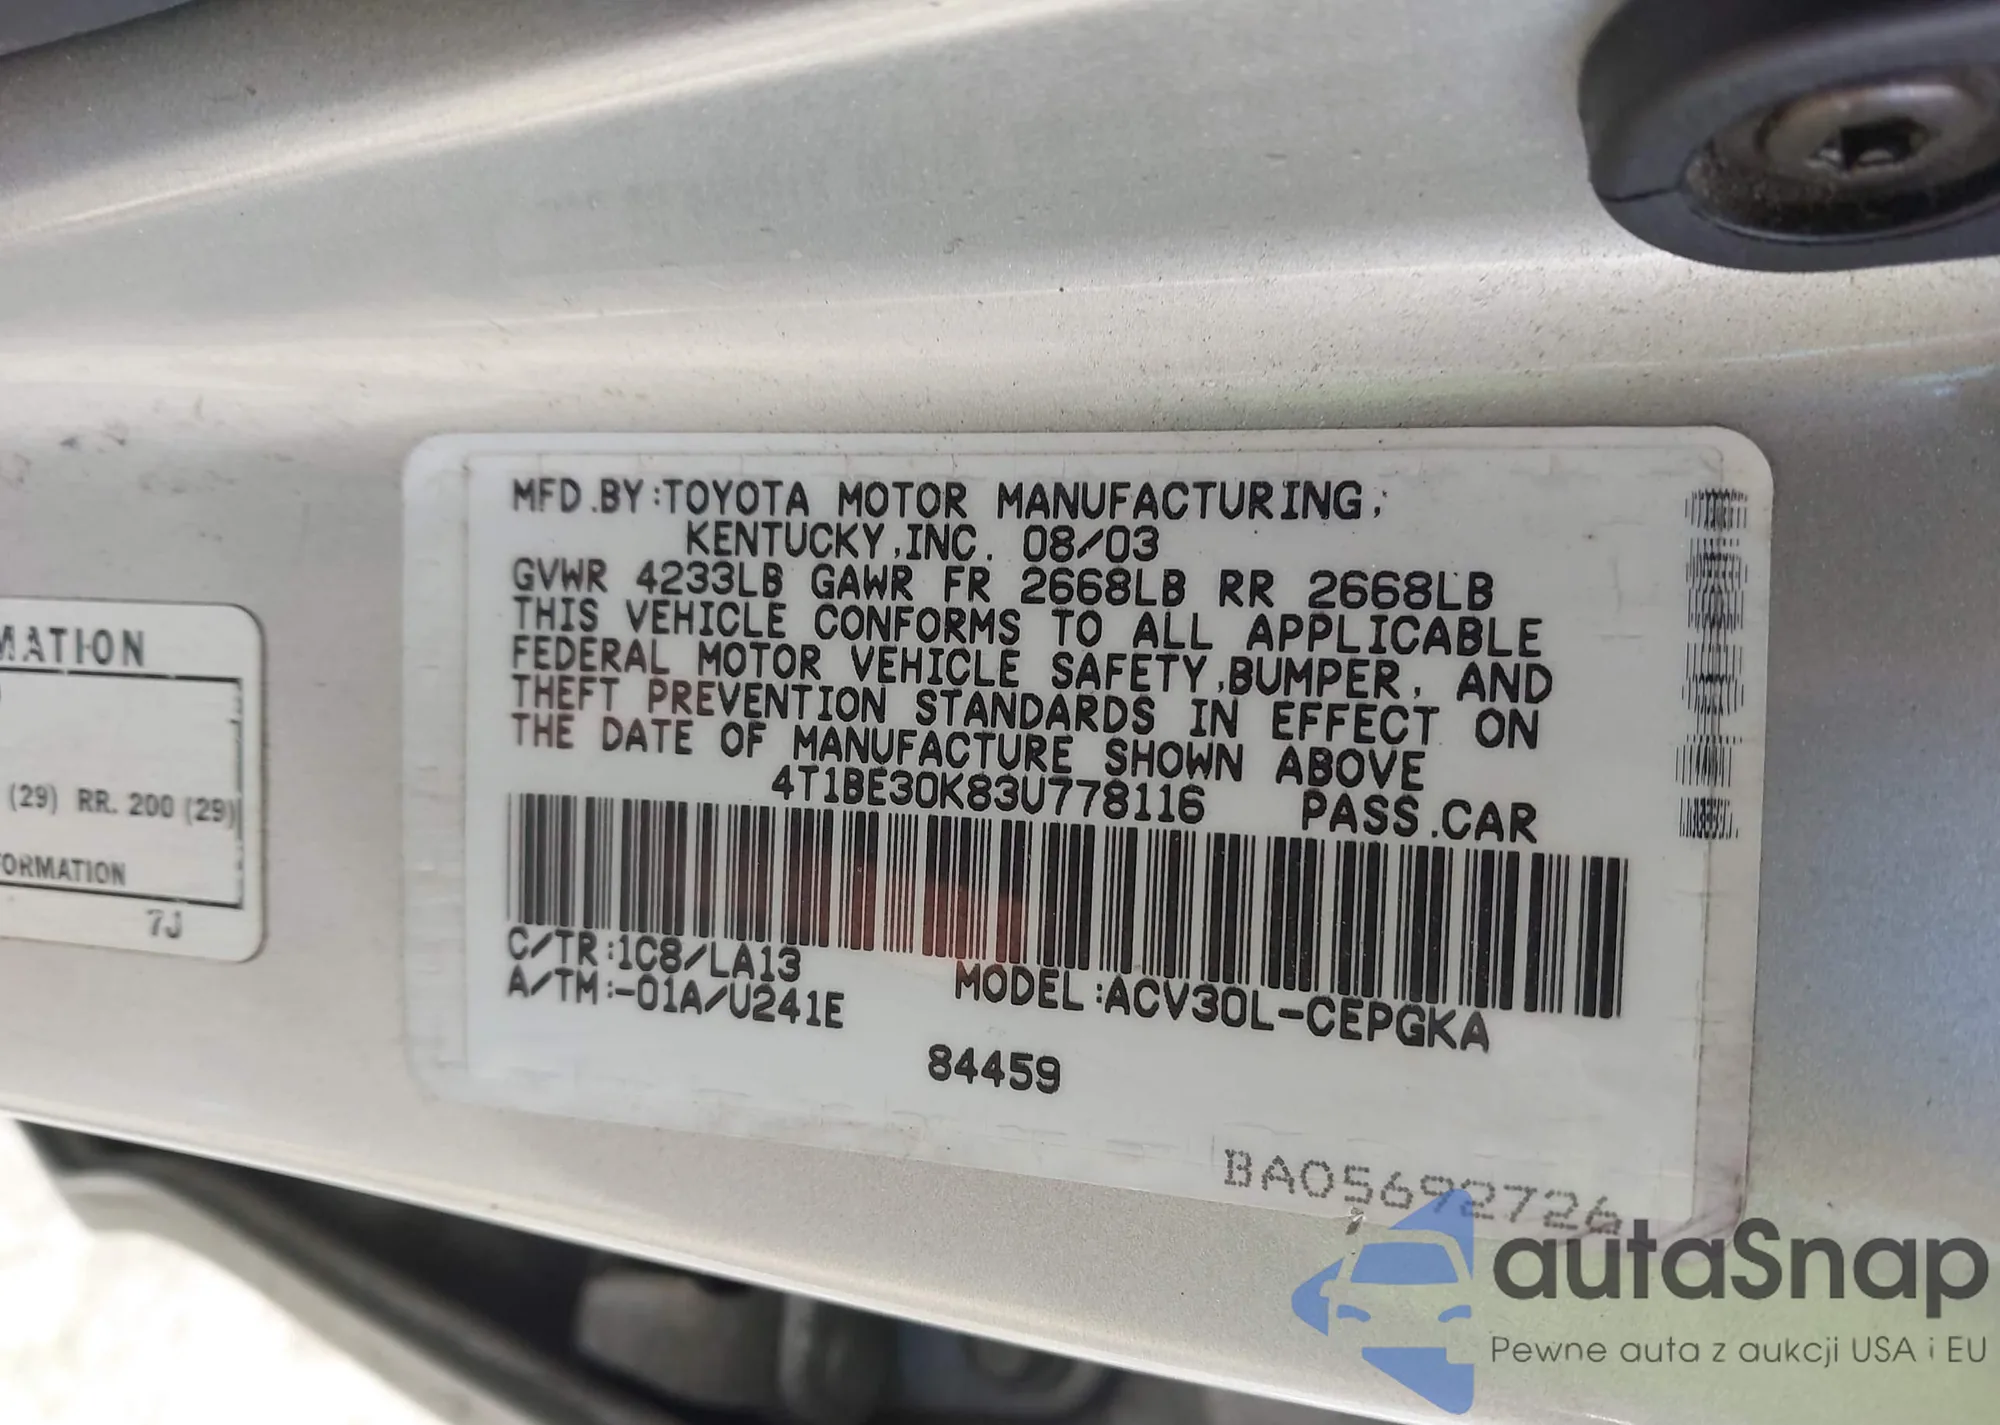 MFD.BY:TOYOTA MOTOR MANUFACTURING,
KENTUCKY,INC. 08/03
GVWR 4233LB GAWR FR 2668LB RR 2668LB
THIS VEHICLE CONFORMS TO ALL APPLICABLE
FEDERAL MOTOR VEHICLE SAFETY,BUMPER, AND
THEFT PREVENTION STANDARDS IN EFFECT ON
THE DATE OF MANUFACTURE SHOWN ABOVE
4T1BE30K83U778116 PASS.CAR
C/TR:1C8/LA13
A/TM:-01A/U241E
MODEL:ACV30L-CEPGKA
84459
BA05692726
MATION
(29) RR. 200 (29)
FORMATION
7J
autaSnap
Pewne auta z aukcji USA i EU